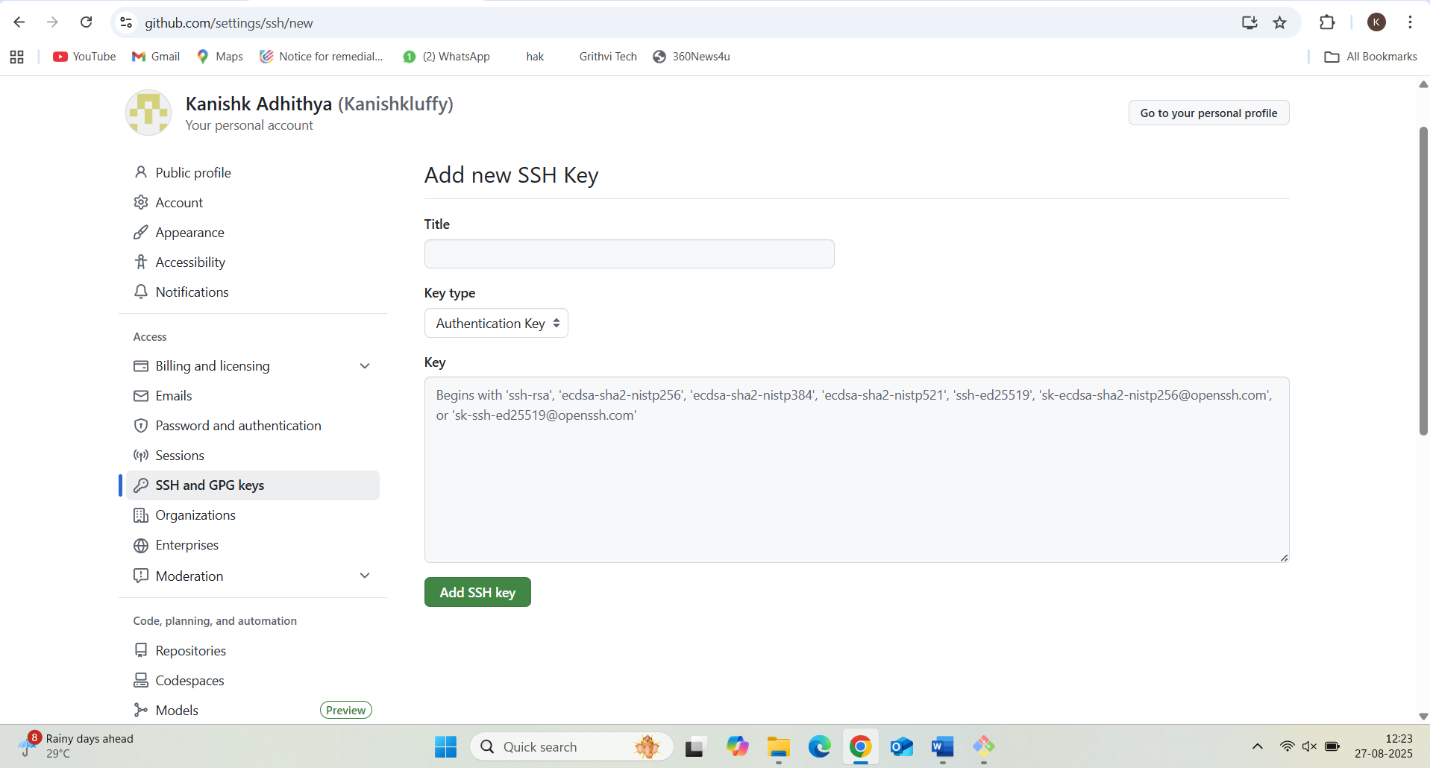 github.com/settings/ssh/new
K
YouTube
Gmail
Maps
Notice for remedial...
1
(2) WhatsApp
hak
Grithvi Tech
360News4u
All Bookmarks
Kanishk Adhithya (Kanishkluffy)
Your personal account
Go to your personal profile
Public profile
Account
Appearance
Accessibility
Notifications
Access
Billing and licensing
Emails
Password and authentication
Sessions
SSH and GPG keys
Organizations
Enterprises
Moderation
Code, planning, and automation
Repositories
Codespaces
Models
Preview
Add new SSH Key
Title
Key type
Authentication Key
Key
Begins with 'ssh-rsa', 'ecdsa-sha2-nistp256', 'ecdsa-sha2-nistp384', 'ecdsa-sha2-nistp521', 'ssh-ed25519', 'sk-ecdsa-sha2-nistp256@openssh.com',
or 'sk-ssh-ed25519@openssh.com'
Add SSH key
8
Rainy days ahead
29°C
Quick search
12:23
27-08-2025